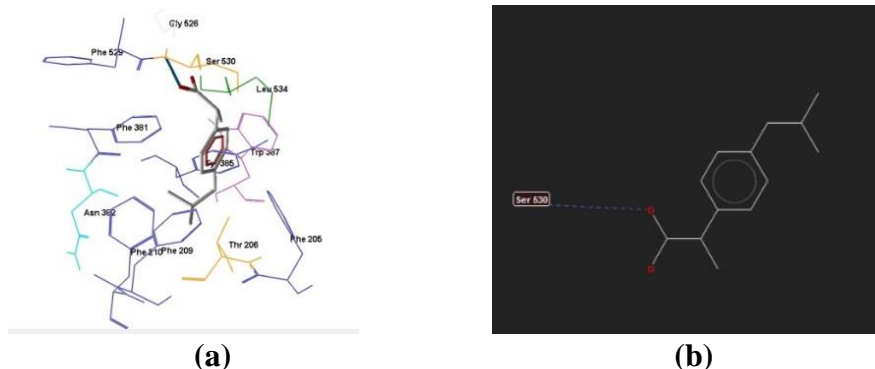 Gly 526
Phe 529
Ser 530
Leu 534
Phe 381
Trp 387
385
Asn 382
Phe 210
Phe 209
Thr 206
Phe 205
(a)
Ser 530
O
O
(b)